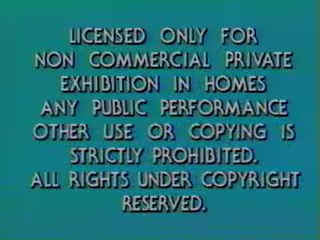 LICENSED ONLY FOR
NON COMMERCIAL PRIVATE
EXHIBITION IN HOMES
ANY PUBLIC PERFORMANCE
OTHER USE OR COPYING IS
STRICTLY PROHIBITED.
ALL RIGHTS UNDER COPYRIGHT
RESERVED.